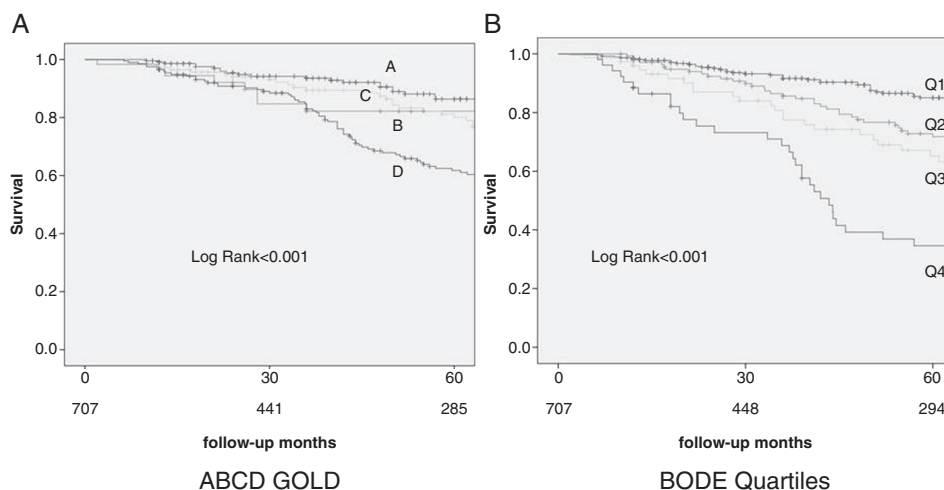 A
1.0
0.8
0.6
0.4
0.2
0.0
Survival
A
C
B
D
Log Rank<0.001
0 30 60
707 441 285
follow-up months
ABCD GOLD
B
1.0
0.8
0.6
0.4
0.2
0.0
Survival
Q1
Q2
Q3
Q4
Log Rank<0.001
0 30 60
707 448 294
follow-up months
BODE Quartiles